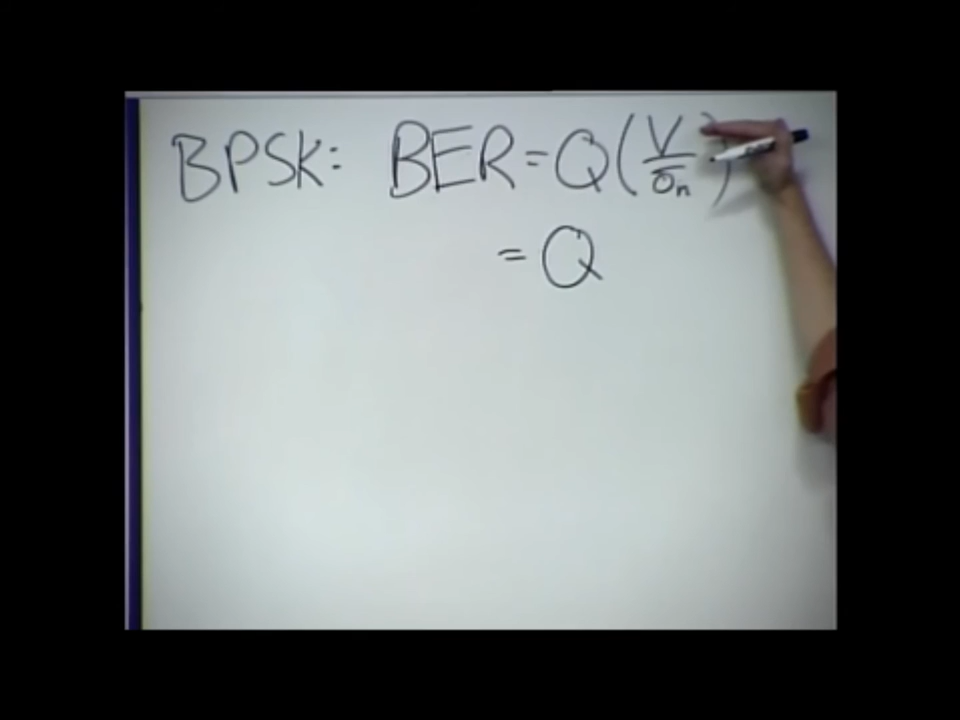 BPSK: BER = Q(V/σn)
= Q